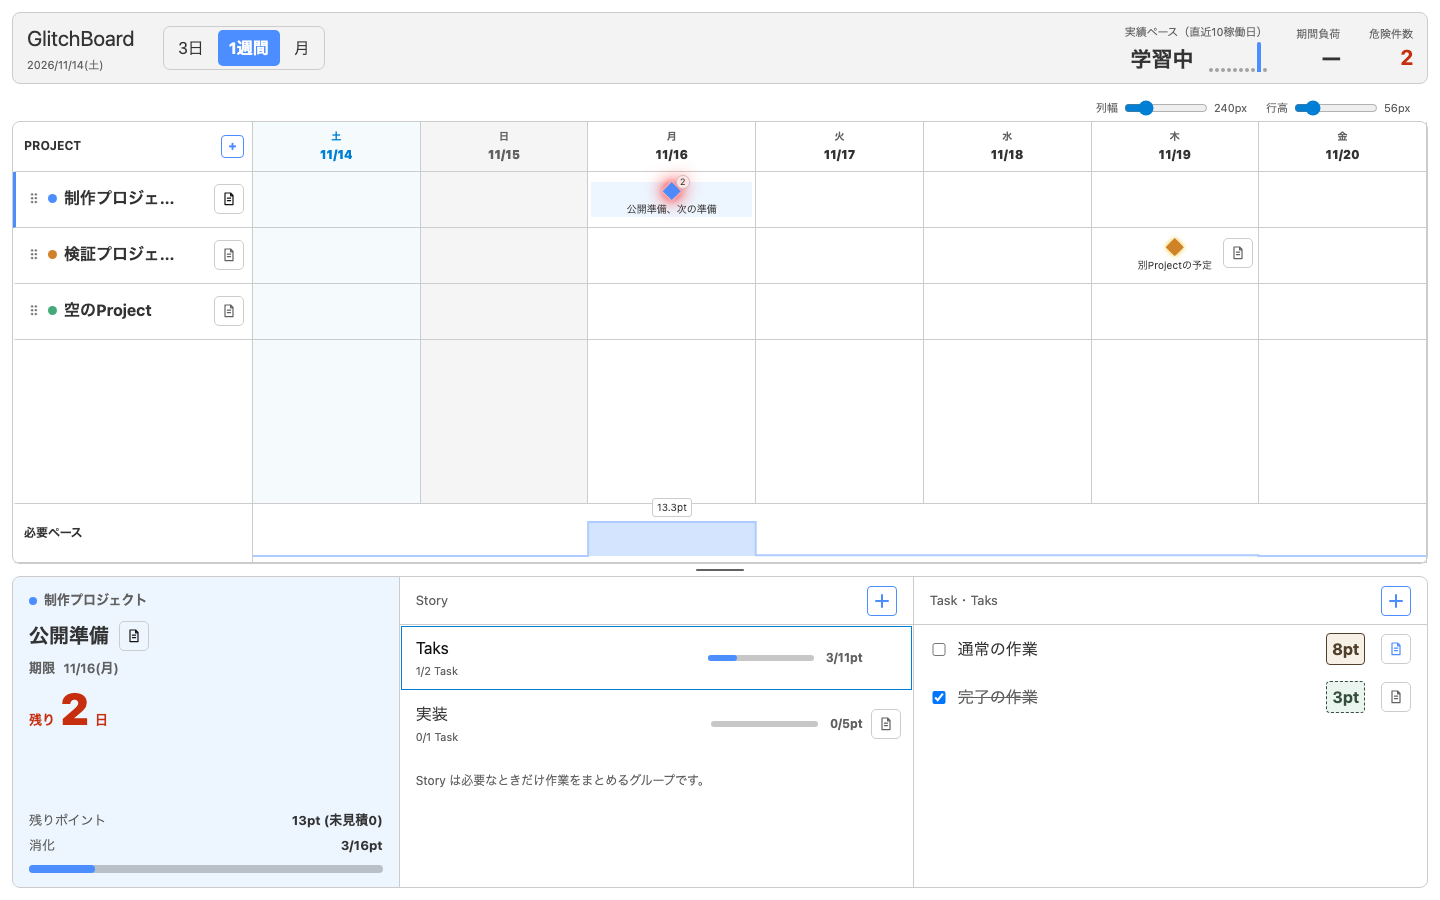 GlitchBoard
2026/11/14(土)
3日 1週間 月
実績ペース（直近10稼働日）
学習中
期間負荷
—
危険件数
2
列幅 240px 行高 56px
PROJECT +
土
11/14
日
11/15
月
11/16
火
11/17
水
11/18
木
11/19
金
11/20
制作プロジェ...
2
公開準備、次の準備
検証プロジェ...
別Projectの予定
空のProject
必要ペース
13.3pt
制作プロジェクト
公開準備
期限 11/16(月)
残り 2 日
残りポイント 13pt (未見積0)
消化 3/16pt
Story +
Taks
1/2 Task
3/11pt
実装
0/1 Task
0/5pt
Story は必要なときだけ作業をまとめるグループです。
Task・Taks +
通常の作業 8pt
完了の作業 3pt